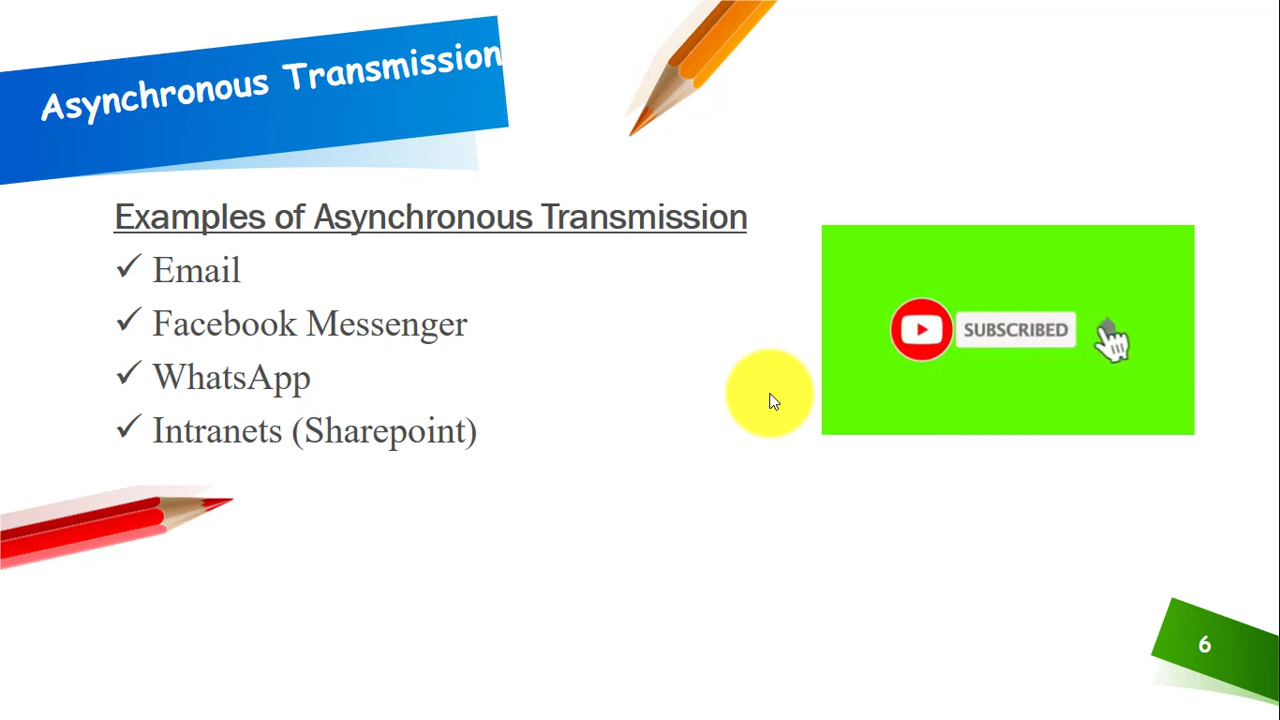 Asynchronous Transmission
Examples of Asynchronous Transmission
✓ Email
✓ Facebook Messenger
✓ WhatsApp
✓ Intranets (Sharepoint)
SUBSCRIBED
6